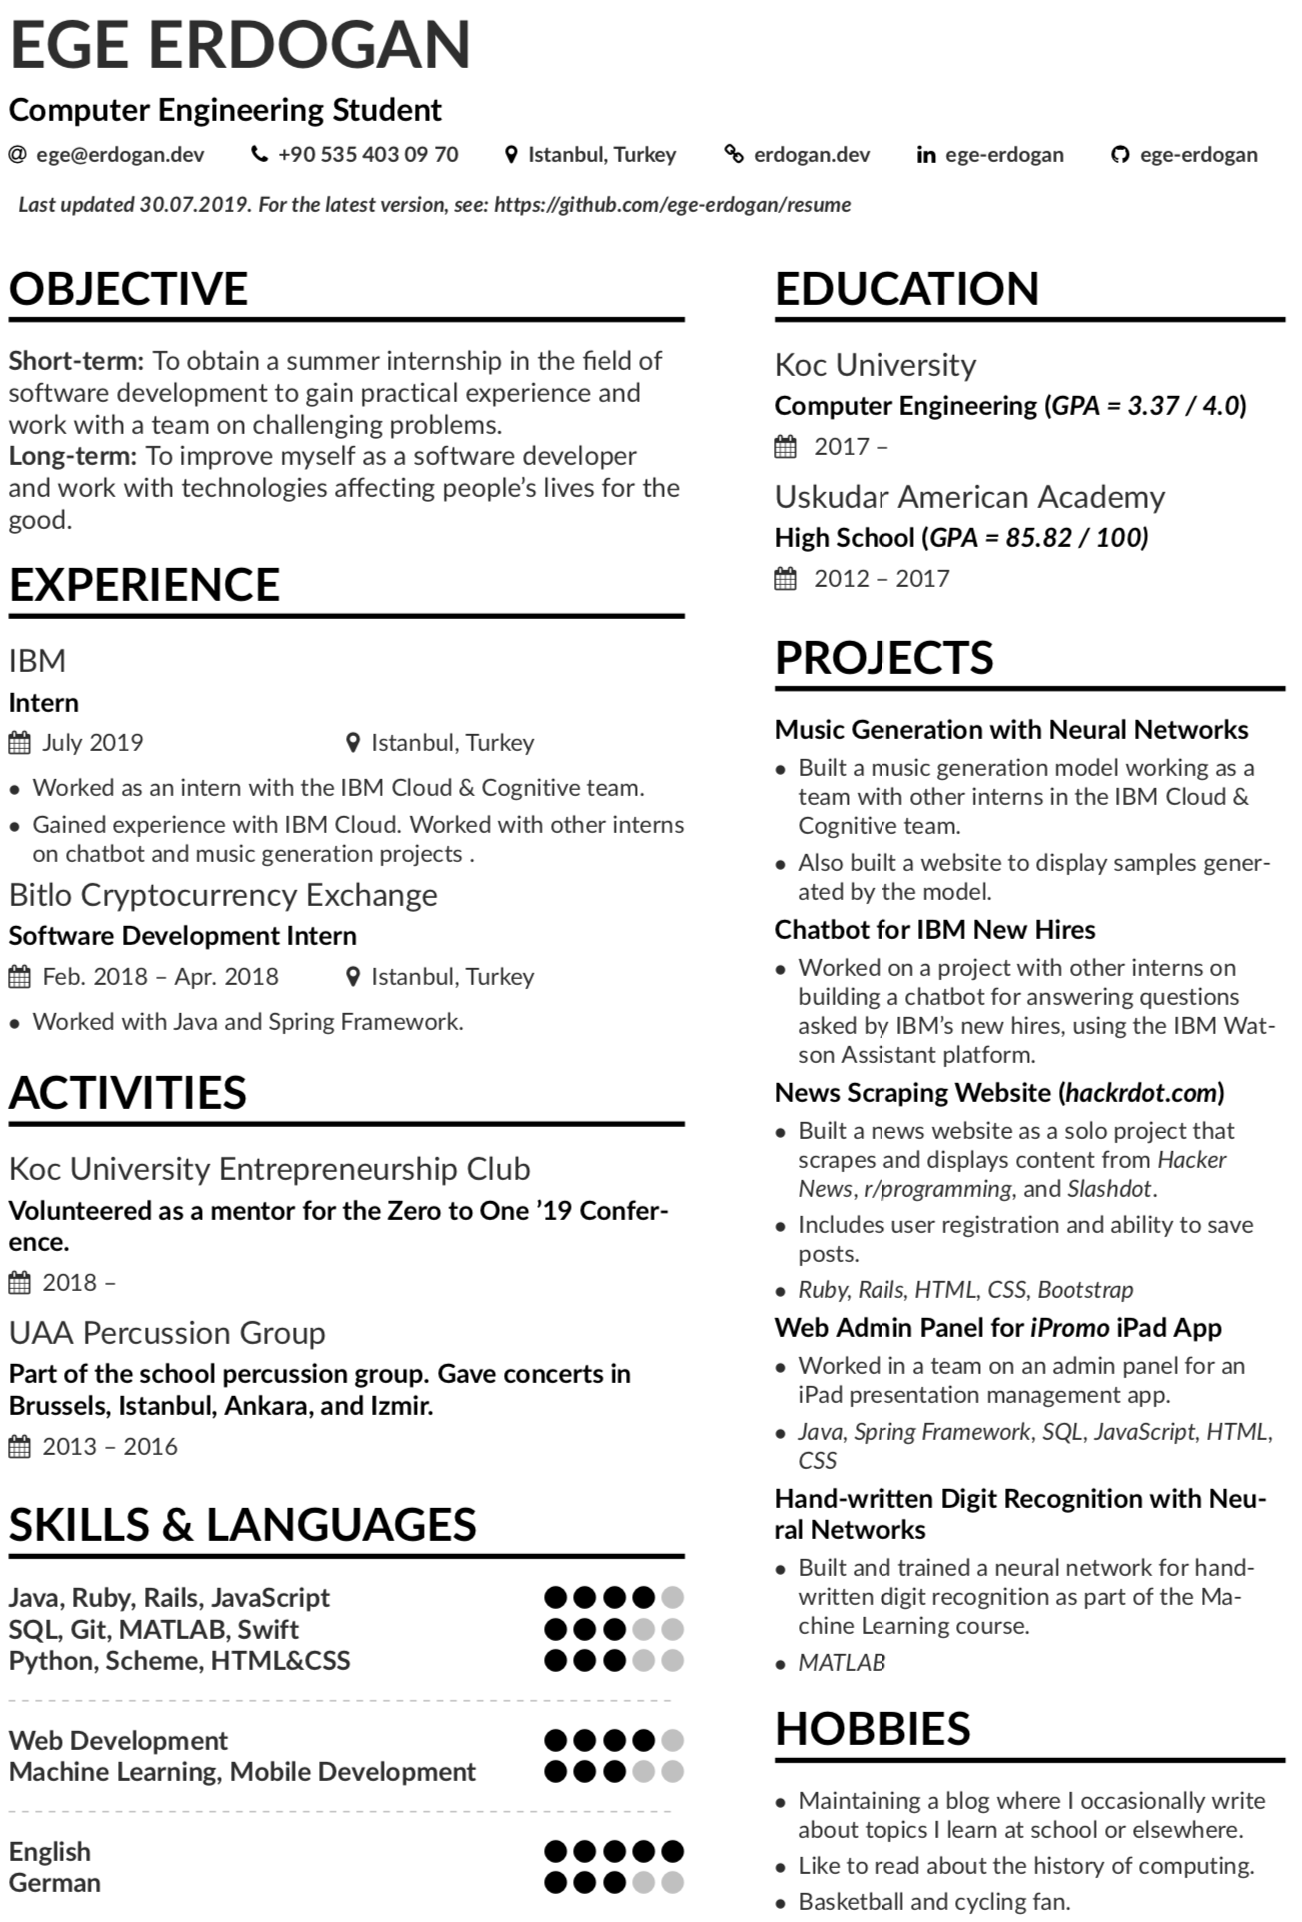 EGE ERDOGAN
Computer Engineering Student
@ ege@erdogan.dev +90 535 403 09 70 Istanbul, Turkey erdogan.dev in ege-erdogan ege-erdogan
Last updated 30.07.2019. For the latest version, see: https://github.com/ege-erdogan/resume
OBJECTIVE
Short-term: To obtain a summer internship in the field of
software development to gain practical experience and
work with a team on challenging problems.
Long-term: To improve myself as a software developer
and work with technologies affecting people's lives for the
good.
EXPERIENCE
IBM
Intern
July 2019 Istanbul, Turkey
• Worked as an intern with the IBM Cloud & Cognitive team.
• Gained experience with IBM Cloud. Worked with other interns
on chatbot and music generation projects .
Bitlo Cryptocurrency Exchange
Software Development Intern
Feb. 2018 – Apr. 2018 Istanbul, Turkey
• Worked with Java and Spring Framework.
ACTIVITIES
Koc University Entrepreneurship Club
Volunteered as a mentor for the Zero to One ’19 Confer-
ence.
2018 –
UAA Percussion Group
Part of the school percussion group. Gave concerts in
Brussels, Istanbul, Ankara, and Izmir.
2013 – 2016
SKILLS & LANGUAGES
Java, Ruby, Rails, JavaScript
SQL, Git, MATLAB, Swift
Python, Scheme, HTML&CSS
Web Development
Machine Learning, Mobile Development
English
German
EDUCATION
Koc University
Computer Engineering (GPA = 3.37 / 4.0)
2017 –
Uskudar American Academy
High School (GPA = 85.82 / 100)
2012 – 2017
PROJECTS
Music Generation with Neural Networks
• Built a music generation model working as a
team with other interns in the IBM Cloud &
Cognitive team.
• Also built a website to display samples gener-
ated by the model.
Chatbot for IBM New Hires
• Worked on a project with other interns on
building a chatbot for answering questions
asked by IBM’s new hires, using the IBM Wat-
son Assistant platform.
News Scraping Website (hackrdot.com)
• Built a news website as a solo project that
scrapes and displays content from Hacker
News, r/programming, and Slashdot.
• Includes user registration and ability to save
posts.
• Ruby, Rails, HTML, CSS, Bootstrap
Web Admin Panel for iPromo iPad App
• Worked in a team on an admin panel for an
iPad presentation management app.
• Java, Spring Framework, SQL, JavaScript, HTML,
CSS
Hand-written Digit Recognition with Neu-
ral Networks
• Built and trained a neural network for hand-
written digit recognition as part of the Ma-
chine Learning course.
• MATLAB
HOBBIES
• Maintaining a blog where I occasionally write
about topics I learn at school or elsewhere.
• Like to read about the history of computing.
• Basketball and cycling fan.